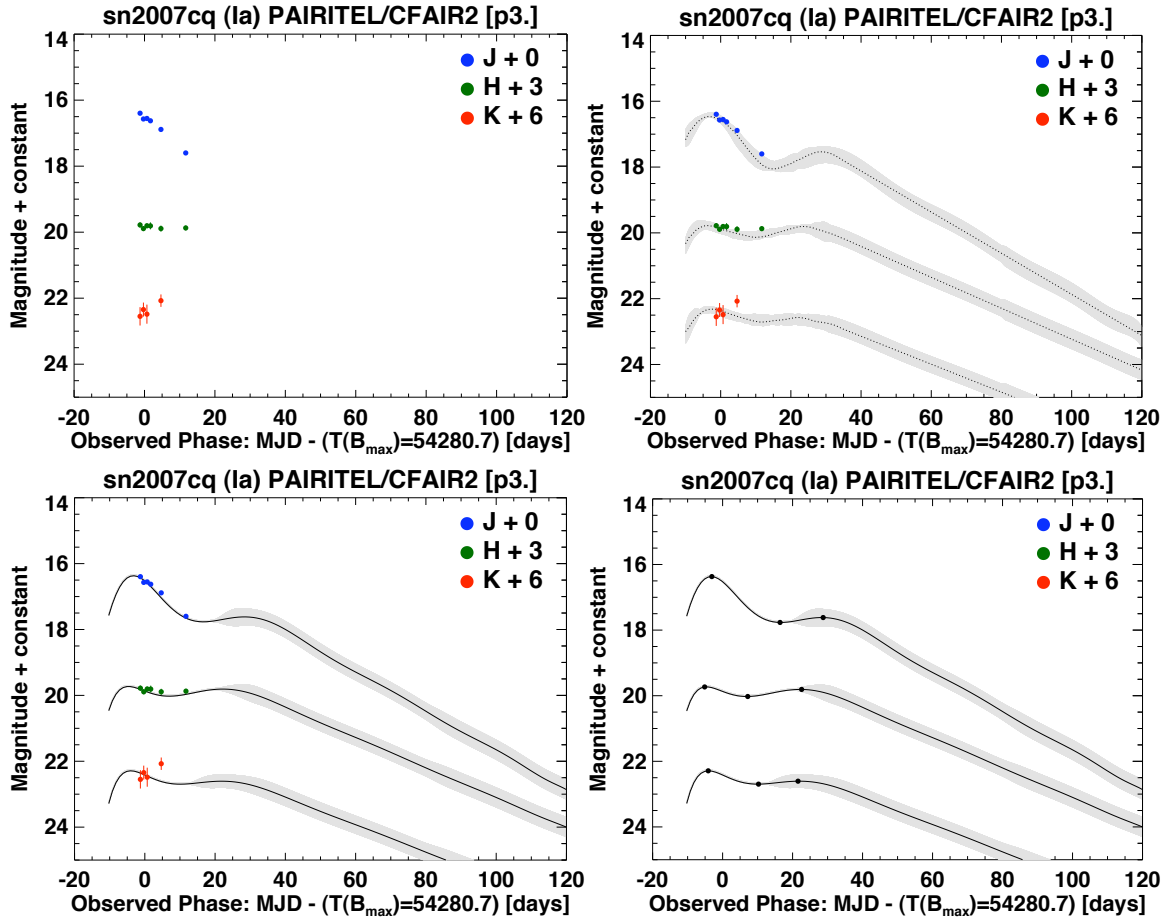 sn2007cq (Ia) PAIRITEL/CFAIR2 [p3.]
J + 0
H + 3
K + 6
Magnitude + constant
14
16
18
20
22
24
-20 0 20 40 60 80 100 120
Observed Phase: MJD - (T(Bmax)=54280.7) [days]
sn2007cq (Ia) PAIRITEL/CFAIR2 [p3.]
J + 0
H + 3
K + 6
Magnitude + constant
14
16
18
20
22
24
-20 0 20 40 60 80 100 120
Observed Phase: MJD - (T(Bmax)=54280.7) [days]
sn2007cq (Ia) PAIRITEL/CFAIR2 [p3.]
J + 0
H + 3
K + 6
Magnitude + constant
14
16
18
20
22
24
-20 0 20 40 60 80 100 120
Observed Phase: MJD - (T(Bmax)=54280.7) [days]
sn2007cq (Ia) PAIRITEL/CFAIR2 [p3.]
J + 0
H + 3
K + 6
Magnitude + constant
14
16
18
20
22
24
-20 0 20 40 60 80 100 120
Observed Phase: MJD - (T(Bmax)=54280.7) [days]